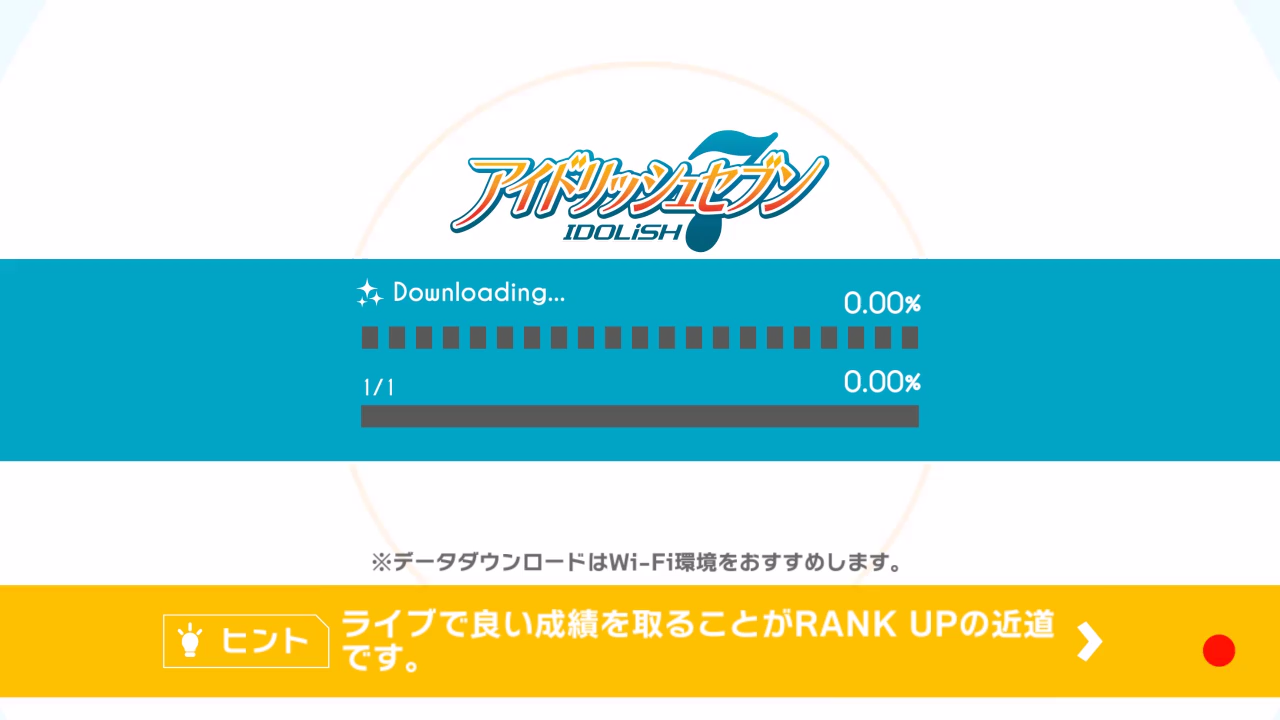 アイドリッシュセブン
IDOLiSH7
Downloading...
0.00%
1/1
0.00%
※データダウンロードはWi-Fi環境をおすすめします。
ヒント
ライブで良い成績を取ることがRANK UPの近道
です。